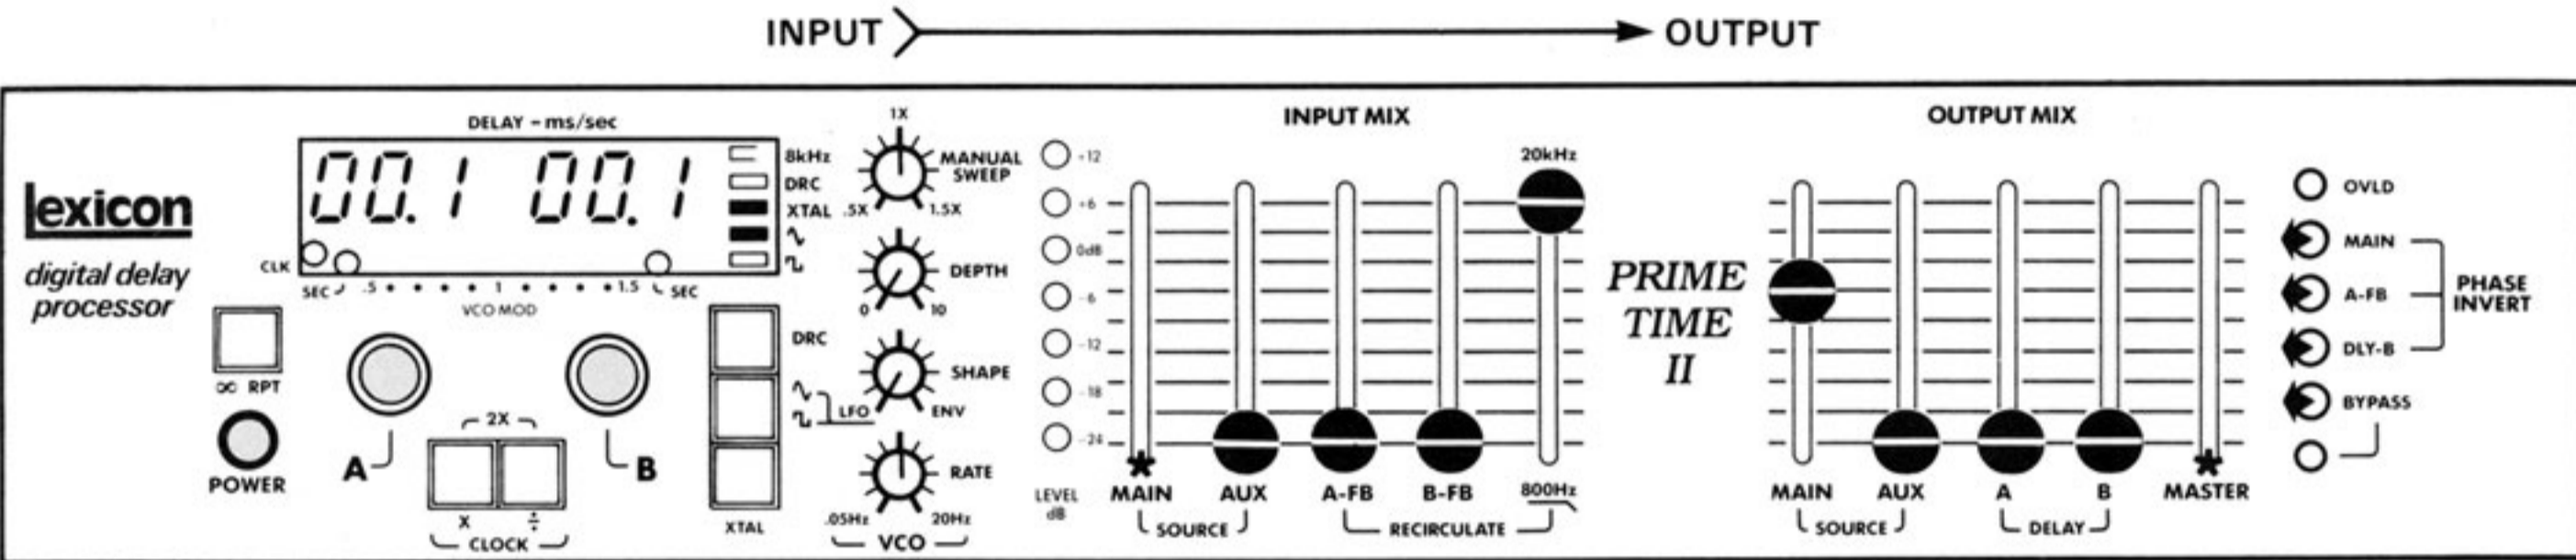 INPUT OUTPUT
lexicon
digital delay
processor
DELAY - ms/sec
00.1 00.1
8kHz
DRC
XTAL
CLK
SEC .5 1 1.5 SEC
VCO MOD
∞ RPT
POWER
A
B
2X
X ÷
CLOCK
DRC
LFO
XTAL
1X
MANUAL
SWEEP
.5X 1.5X
DEPTH
0 10
SHAPE
ENV
RATE
.05Hz 20Hz
VCO
+12
+6
0dB
-6
-12
-18
-24
LEVEL
dB
INPUT MIX
20kHz
* MAIN AUX A-FB B-FB 800Hz
SOURCE RECIRCULATE
PRIME
TIME
II
OUTPUT MIX
*
MAIN AUX A B MASTER
SOURCE DELAY
OVLD
MAIN
A-FB
DLY-B
PHASE
INVERT
BYPASS